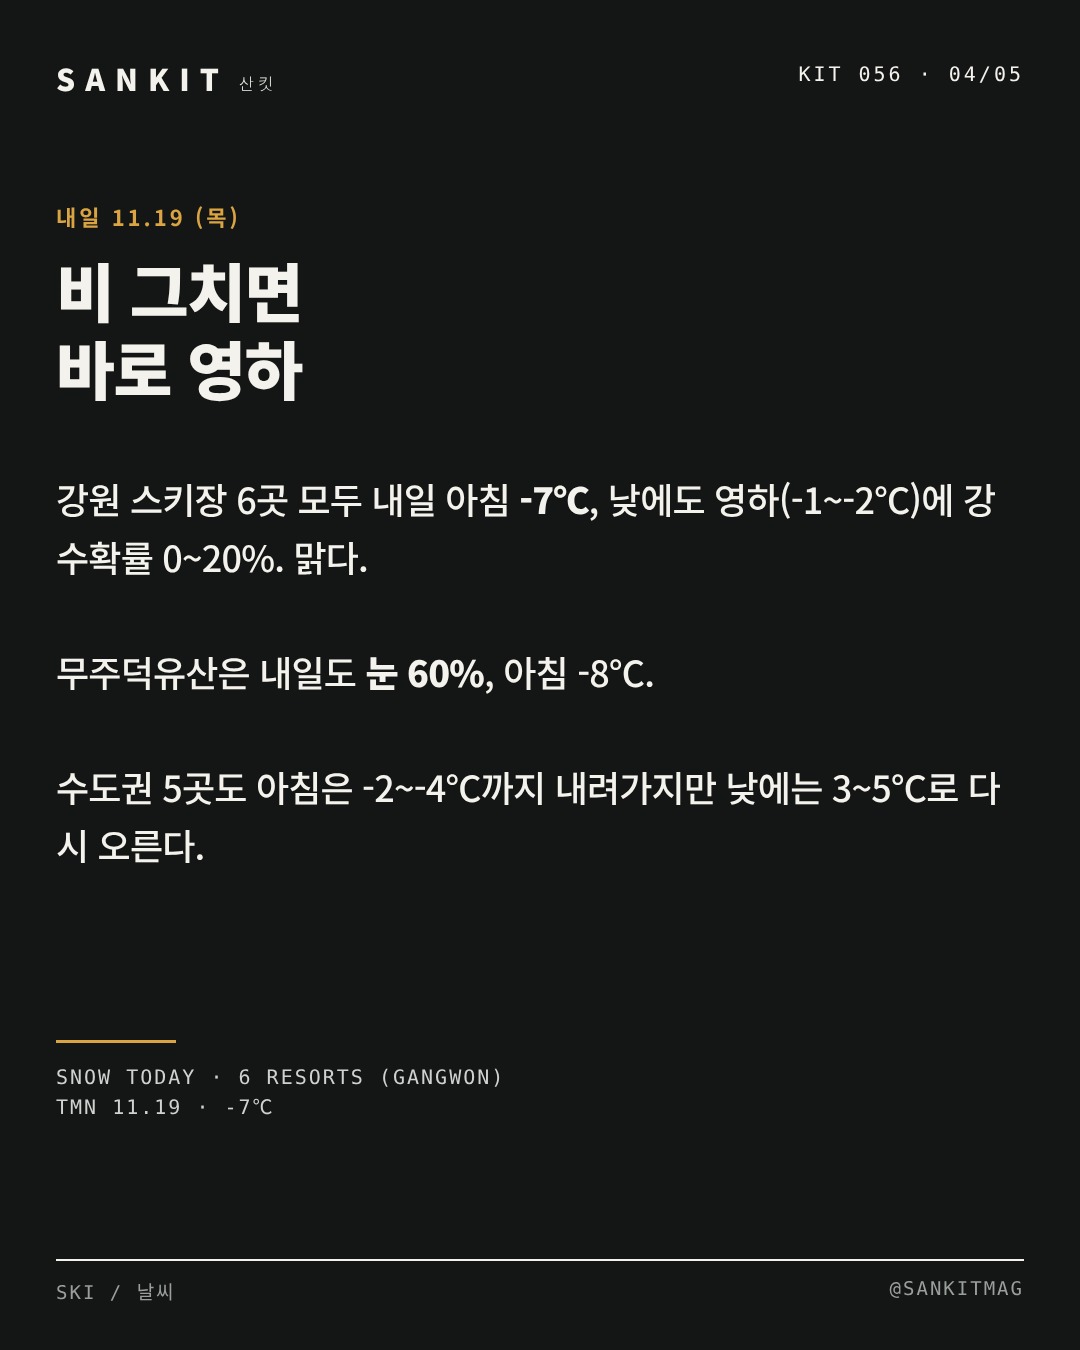 SANKIT 산킷
KIT 056 · 04/05
내일 11.19 (목)
비 그치면
바로 영하
강원 스키장 6곳 모두 내일 아침 -7℃, 낮에도 영하(-1~-2℃)에 강
수확률 0~20%. 맑다.
무주덕유산은 내일도 눈 60%, 아침 -8℃.
수도권 5곳도 아침은 -2~-4℃까지 내려가지만 낮에는 3~5℃로 다
시 오른다.
SNOW TODAY · 6 RESORTS (GANGWON)
TMN 11.19 · -7℃
SKI / 날씨
@SANKITMAG